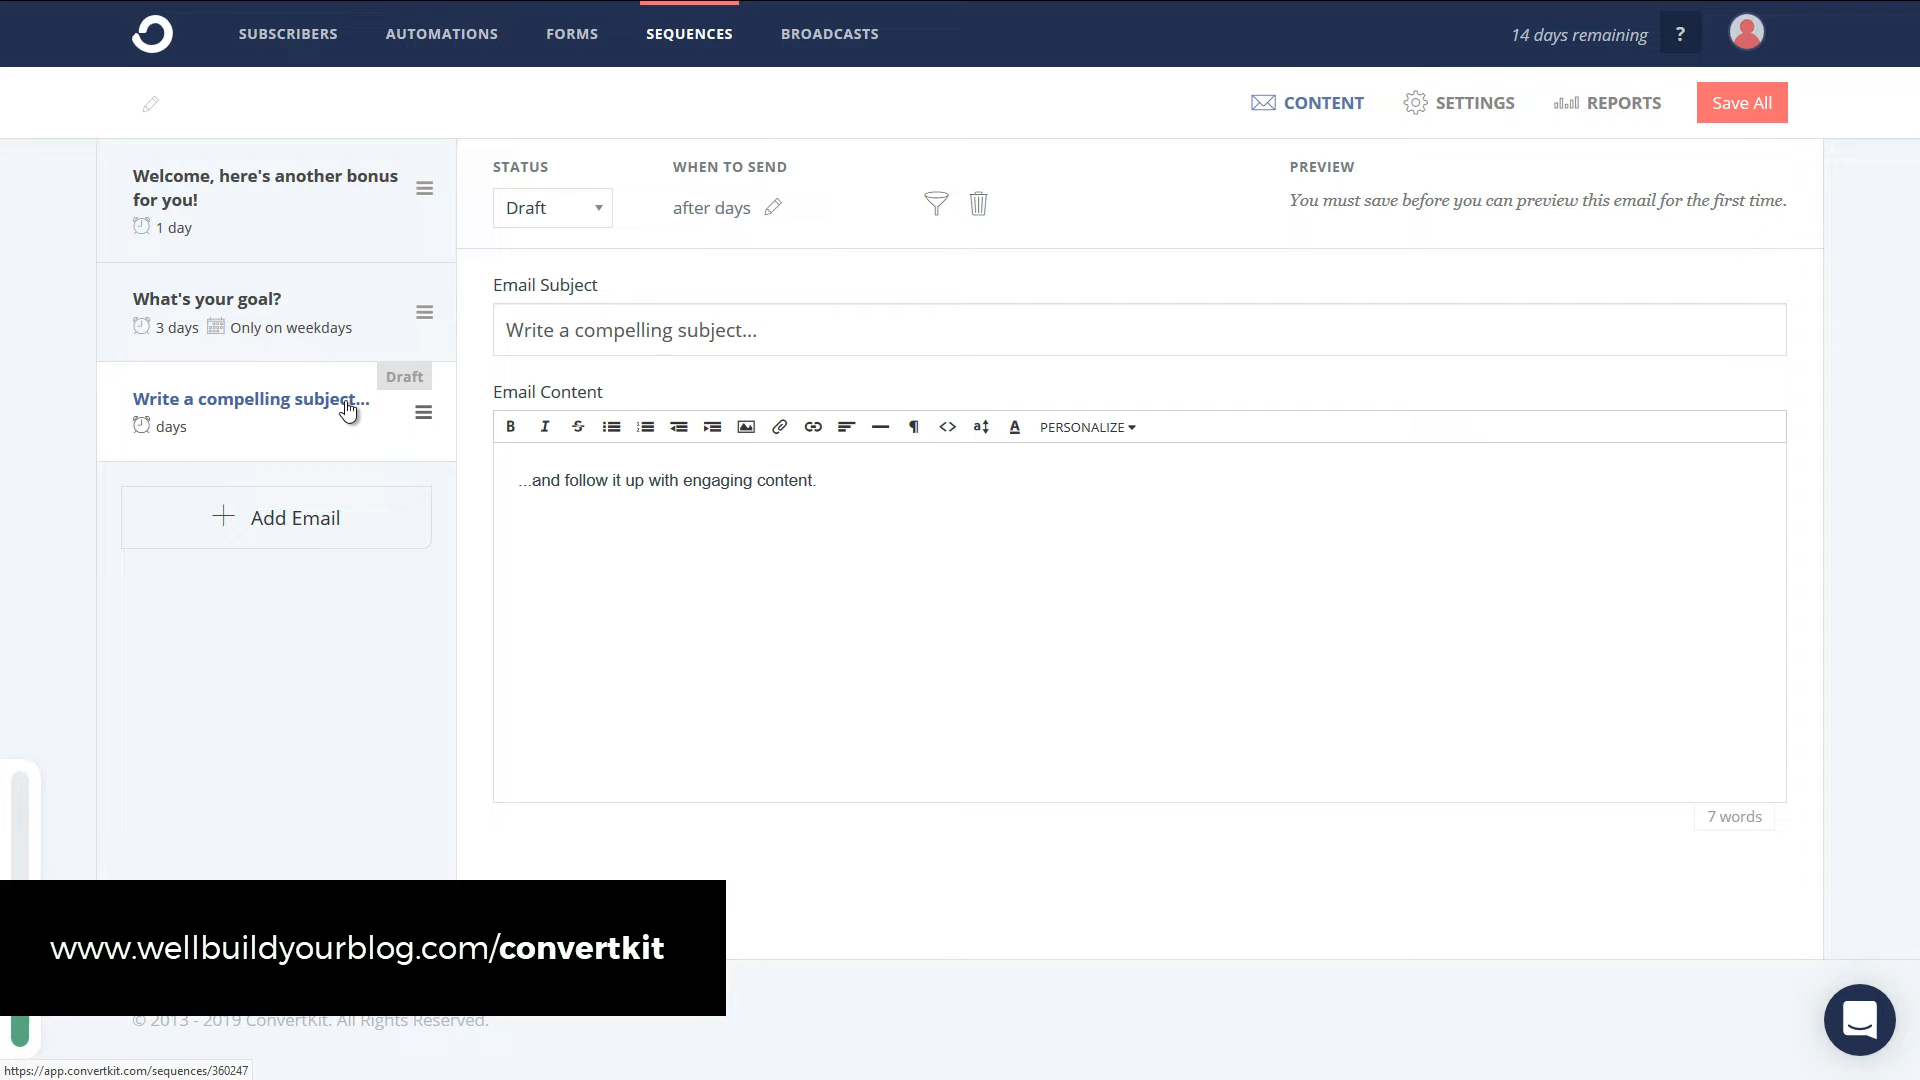 SUBSCRIBERS AUTOMATIONS FORMS SEQUENCES BROADCASTS 14 days remaining ?
CONTENT SETTINGS REPORTS Save All
Welcome, here's another bonus
for you!
1 day
What's your goal?
3 days Only on weekdays
Draft
Write a compelling subject...
days
Add Email
STATUS WHEN TO SEND PREVIEW
Draft after days You must save before you can preview this email for the first time.
Email Subject
Write a compelling subject...
Email Content
B I S a A PERSONALIZE
...and follow it up with engaging content.
7 words
www.wellbuildyourblog.com/convertkit
© 2013 - 2019 ConvertKit. All Rights Reserved.
https://app.convertkit.com/sequences/360247